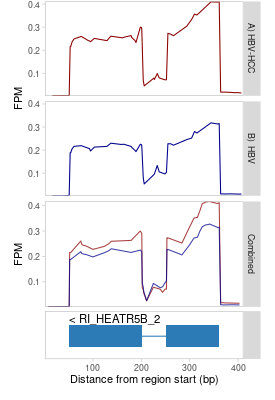 0.4
0.3
0.2
0.1
FPM
A) HBV-HCC
0.4
0.3
0.2
0.1
B) HBV
0.4
0.3
0.2
0.1
FPM
Combined
< RI_HEATR5B_2
100 200 300 400
Distance from region start (bp)